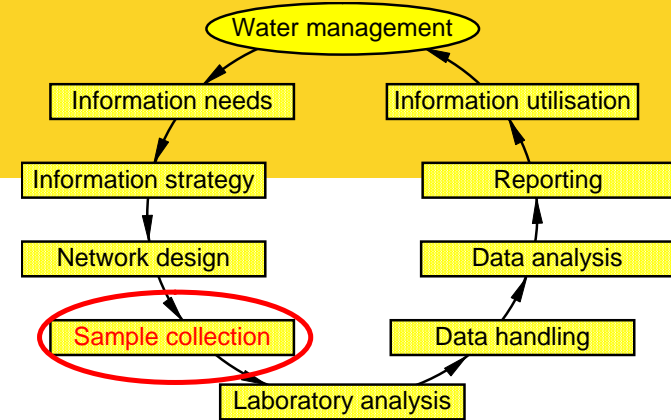 Water management
Information needs
Information utilisation
Information strategy
Reporting
Network design
Data analysis
Sample collection
Data handling
Laboratory analysis